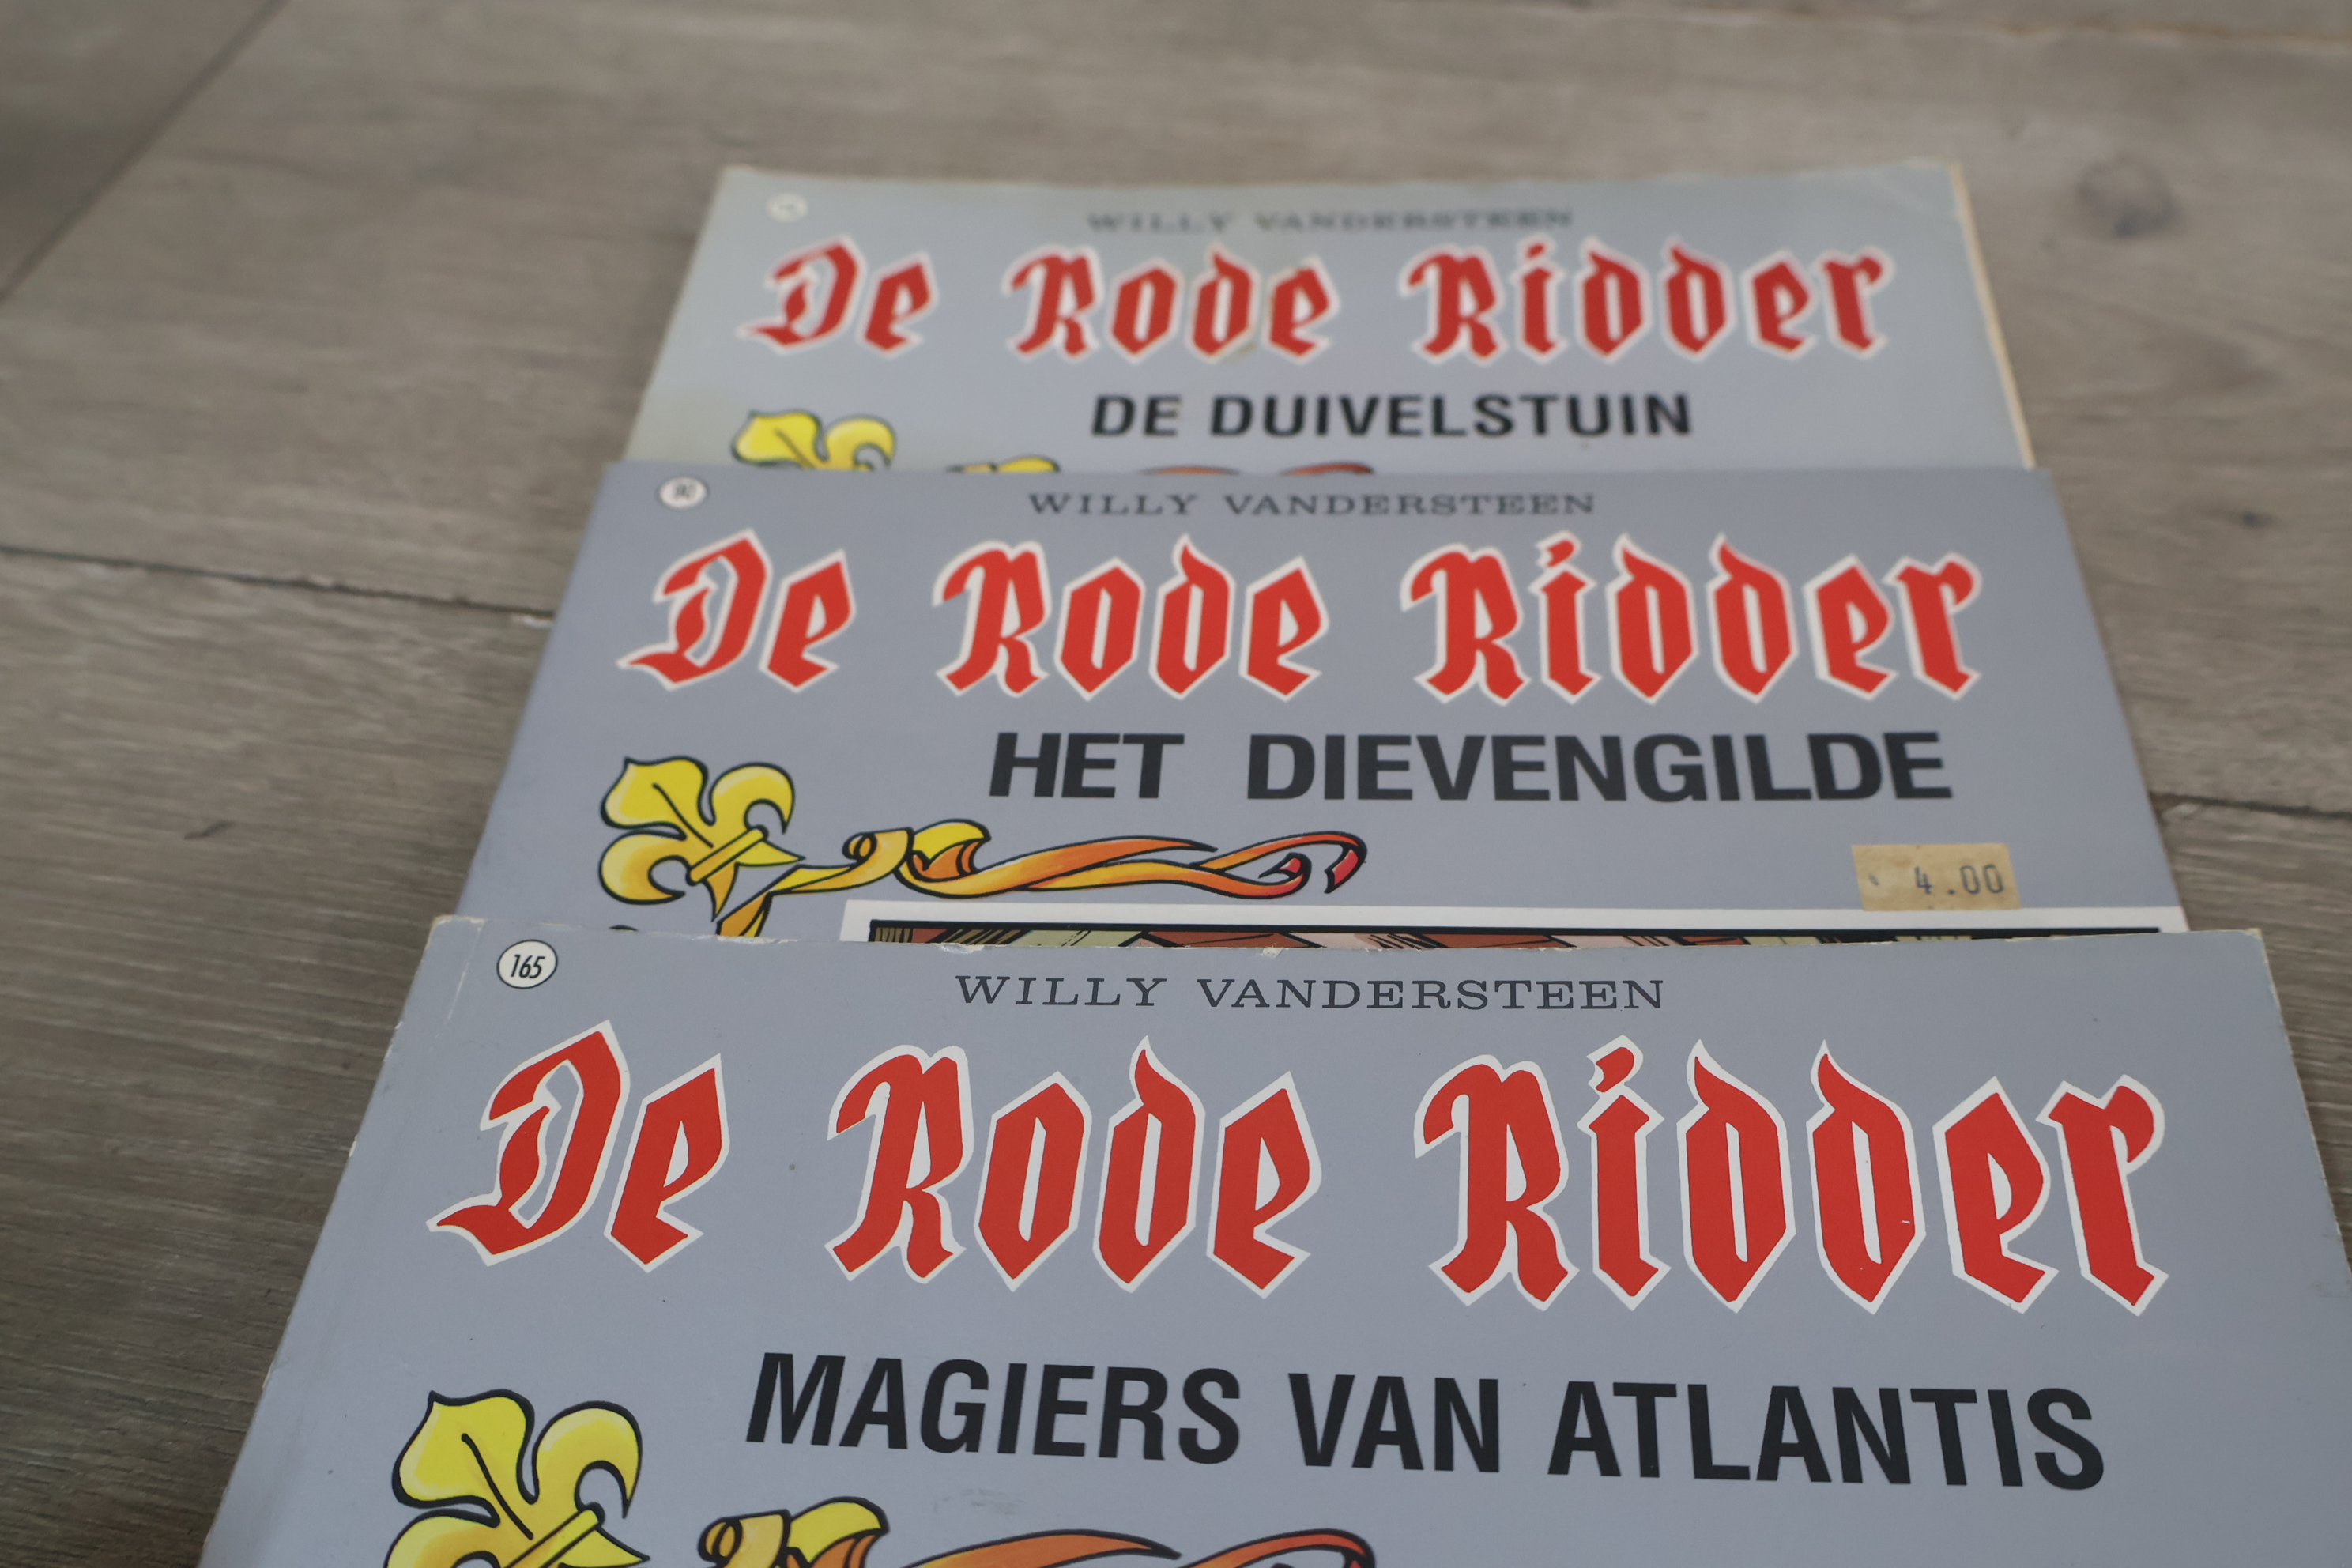 WILLY VANDERSTEEN
De Rode Ridder
DE DUIVELSTUIN
WILLY VANDERSTEEN
De Rode Ridder
HET DIEVENGILDE
4.00
165
WILLY VANDERSTEEN
De Rode Ridder
MAGIERS VAN ATLANTIS